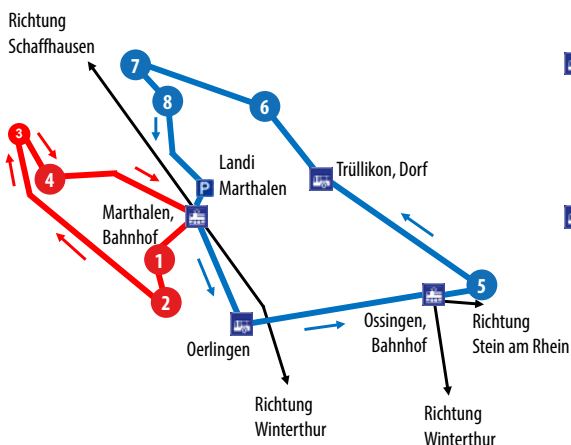 Richtung
Schaffhausen
7
8
6
3
4
P
Landi
Marthalen
Trüllikon, Dorf
Marthalen,
Bahnhof
1
2
5
Oerlingen
Ossingen,
Bahnhof
Richtung
Stein am Rhein
Richtung
Winterthur
Richtung
Winterthur